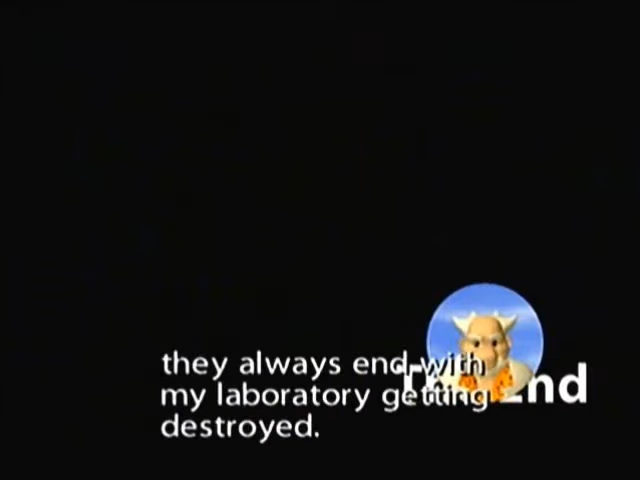 they always end with
my laboratory getting
destroyed.
The End